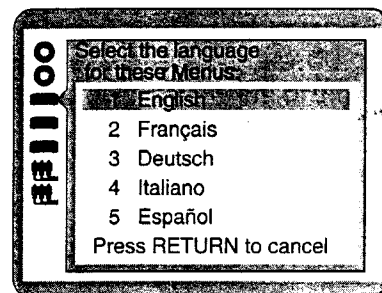 Select the language
for these Menus:
1 English
2 Français
3 Deutsch
4 Italiano
5 Español
Press RETURN to cancel